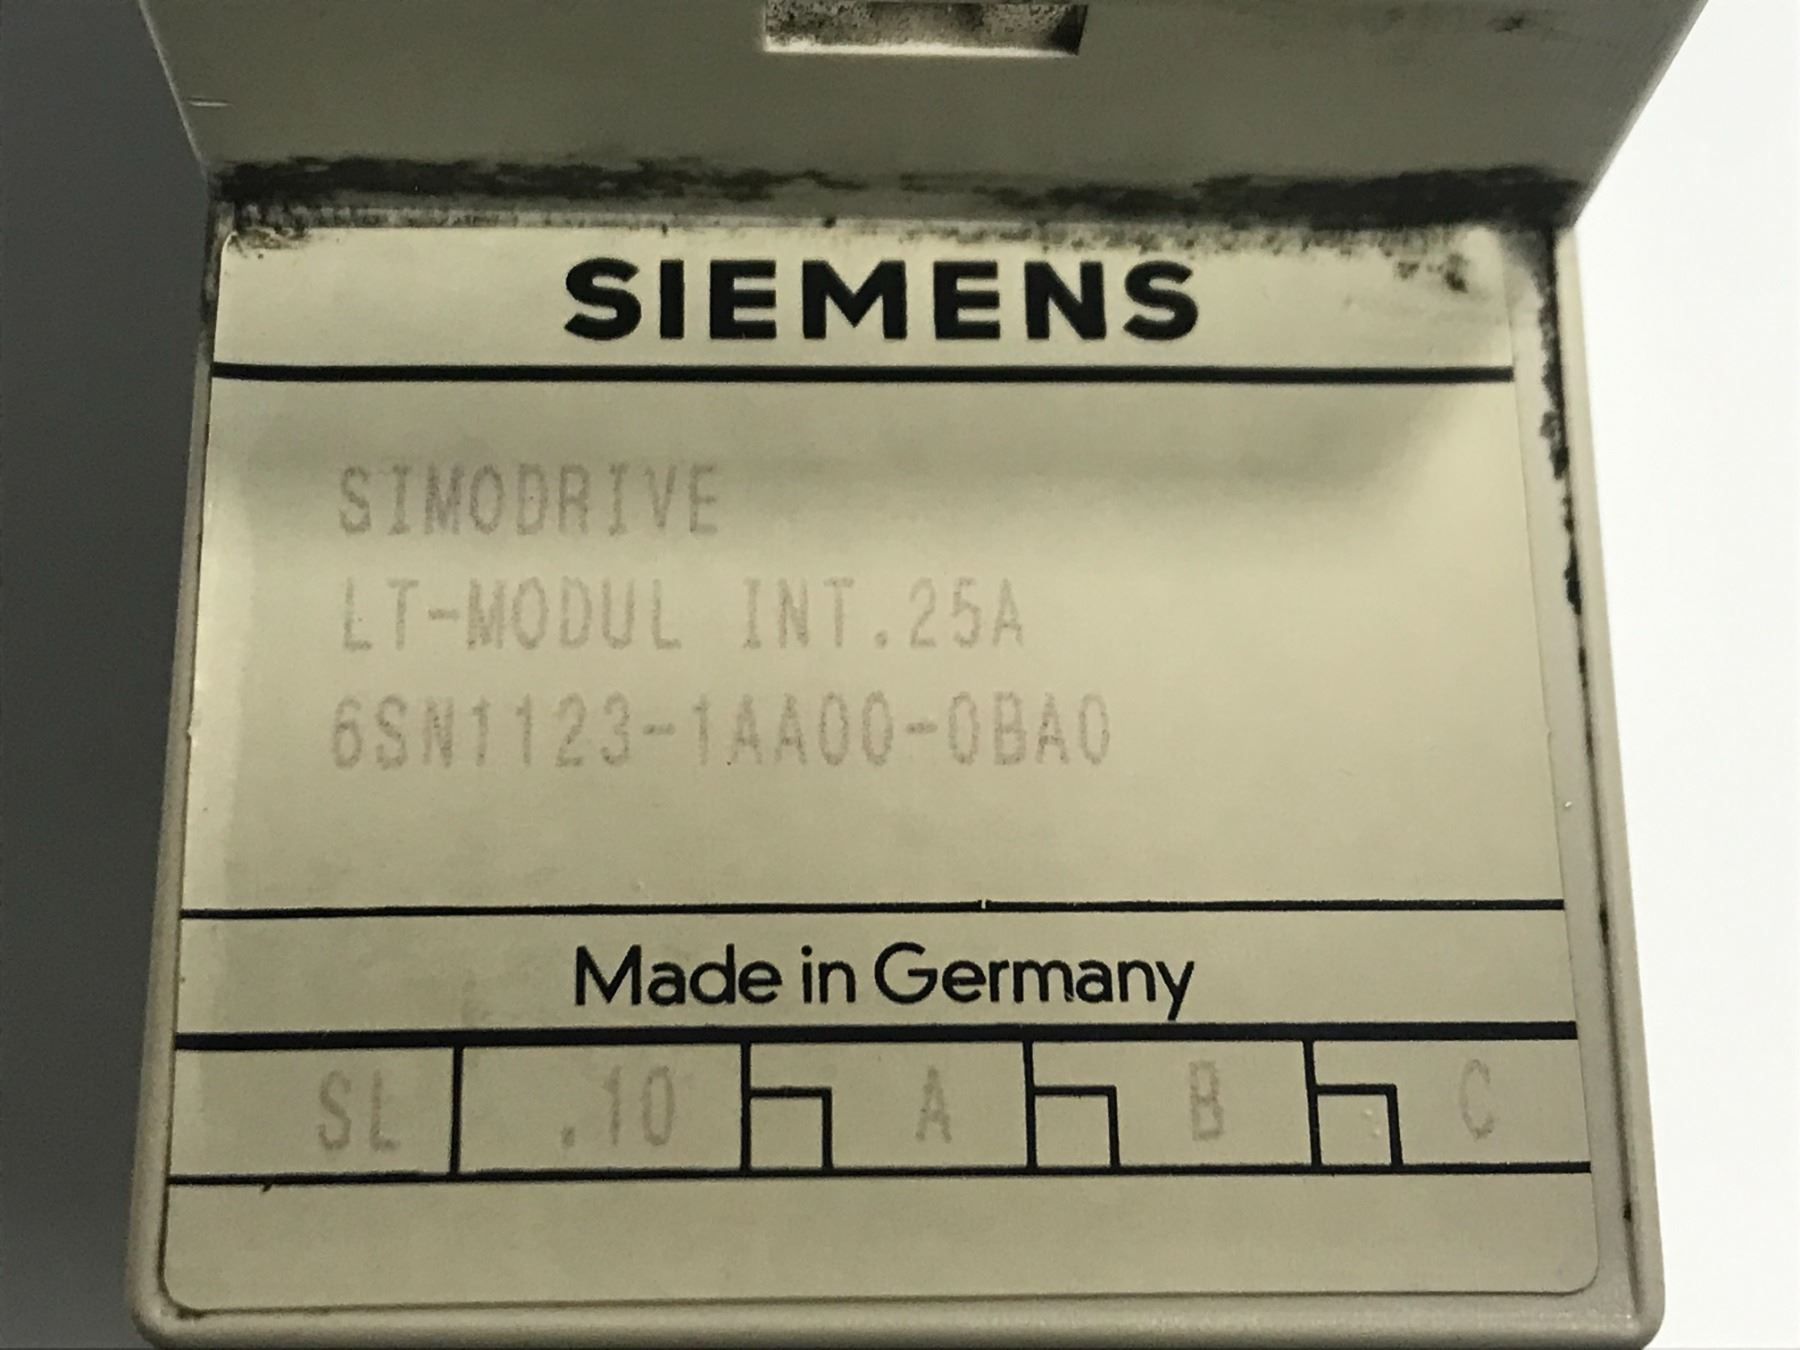 SIEMENS
SIMODRIVE
LT-MODUL INT.25A
6SN1123-1AA00-0BA0
Made in Germany
SL .10 A B C